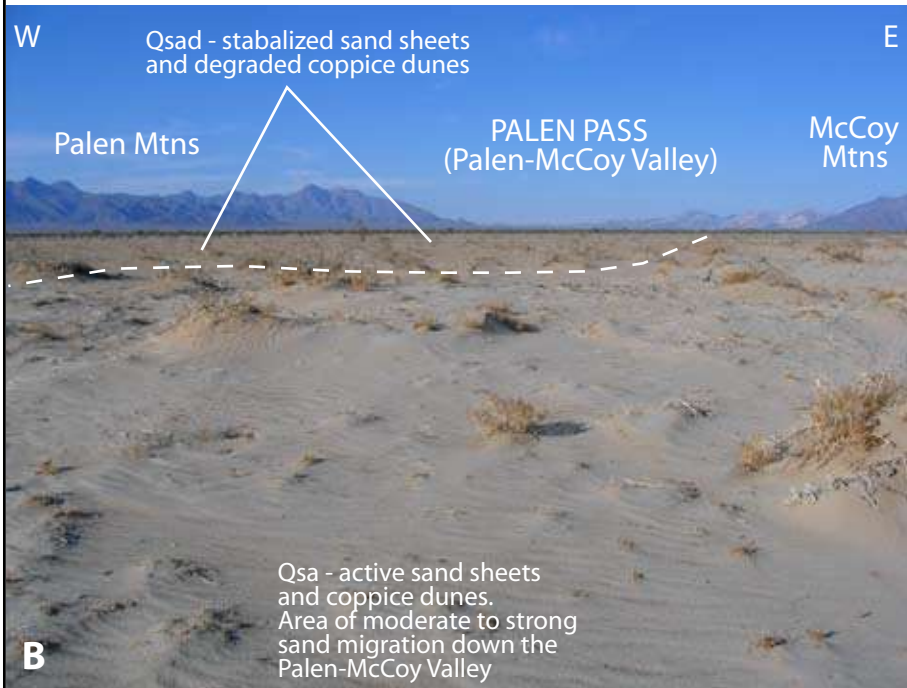 W
E
Qsad - stabalized sand sheets
and degraded coppice dunes
Palen Mtns
PALEN PASS
(Palen-McCoy Valley)
McCoy
Mtns
Qsa - active sand sheets
and coppice dunes.
Area of moderate to strong
sand migration down the
Palen-McCoy Valley
B